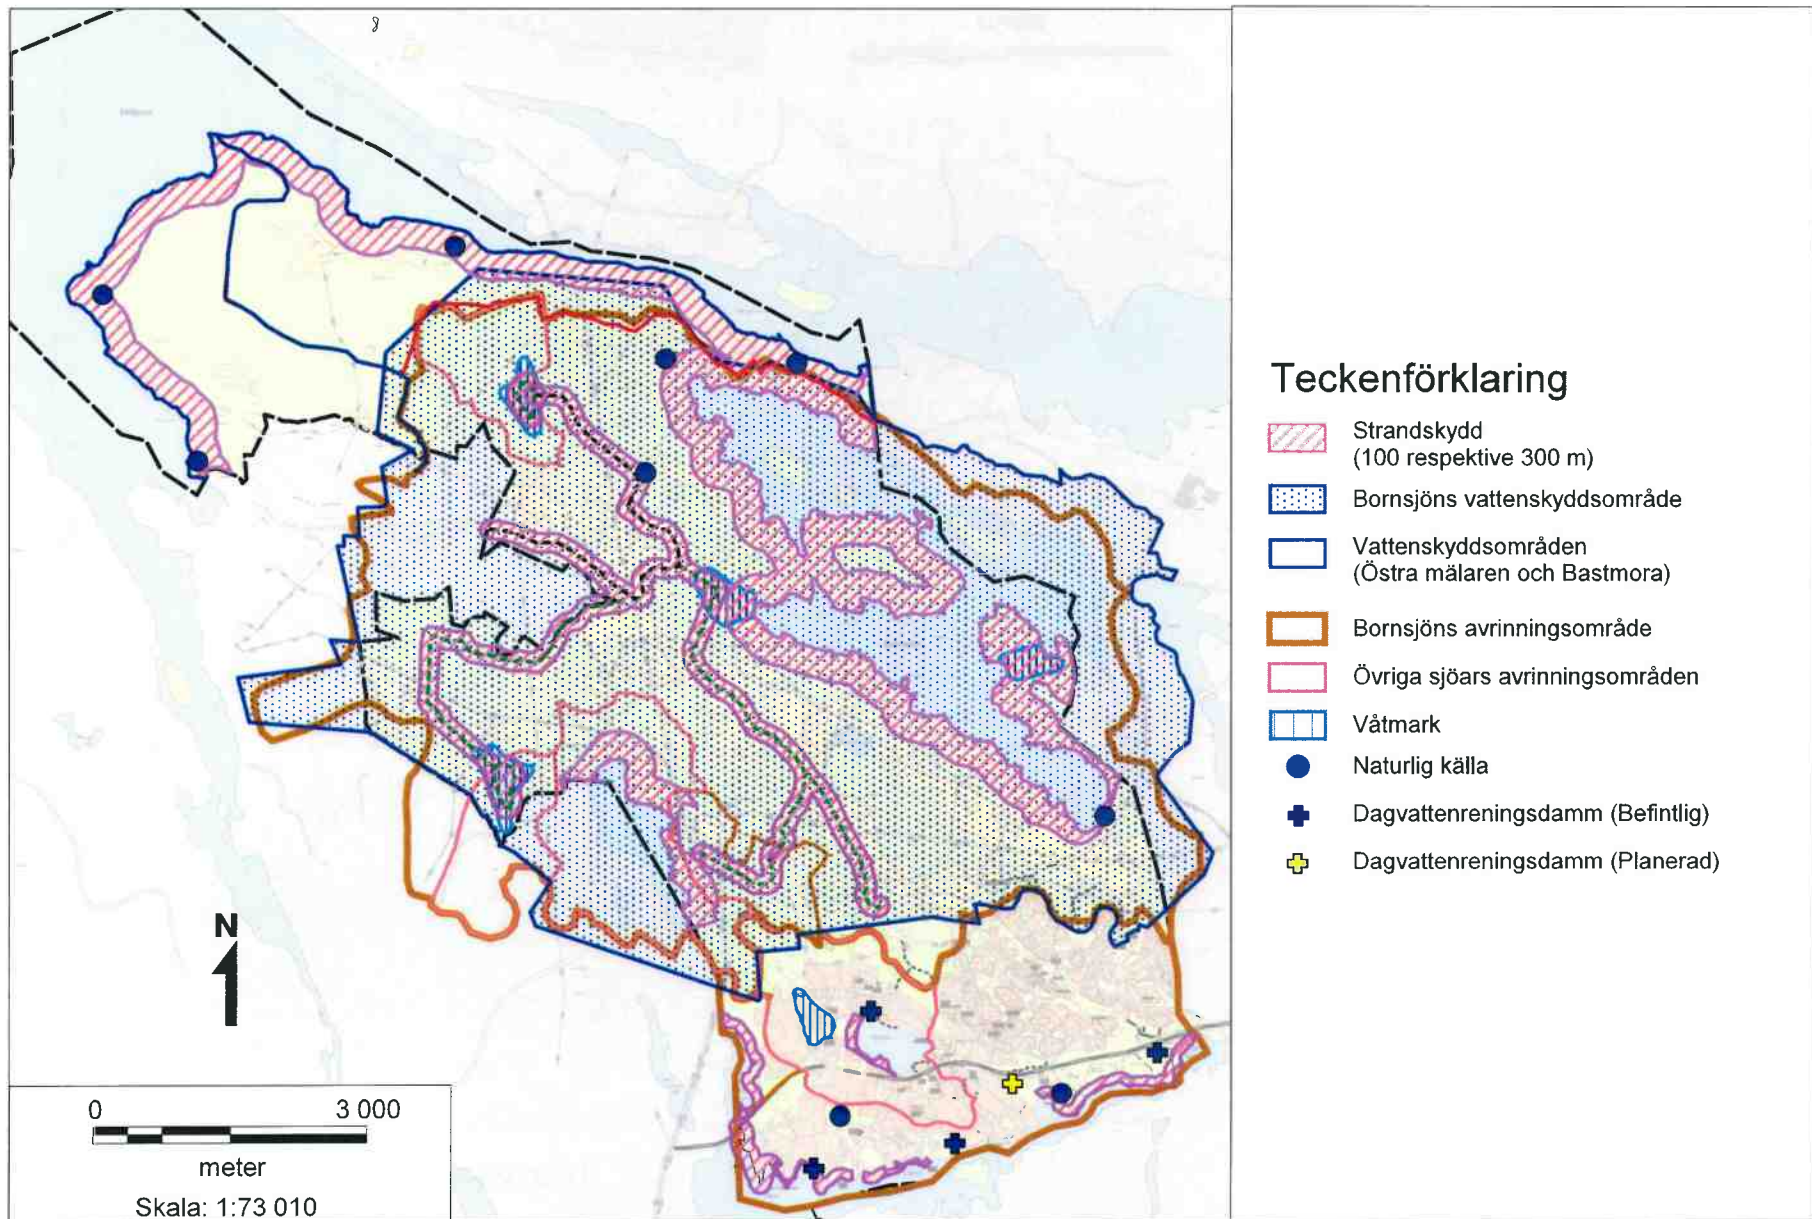 8
N
0 3 000
meter
Skala: 1:73 010
Teckenförklaring
Strandskydd
(100 respektive 300 m)
Bornsjöns vattenskyddsområde
Vattenskyddsområden
(Östra mälaren och Bastmora)
Bornsjöns avrinningsområde
Övriga sjöars avrinningsområden
Våtmark
Naturlig källa
Dagvattenreningsdamm (Befintlig)
Dagvattenreningsdamm (Planerad)